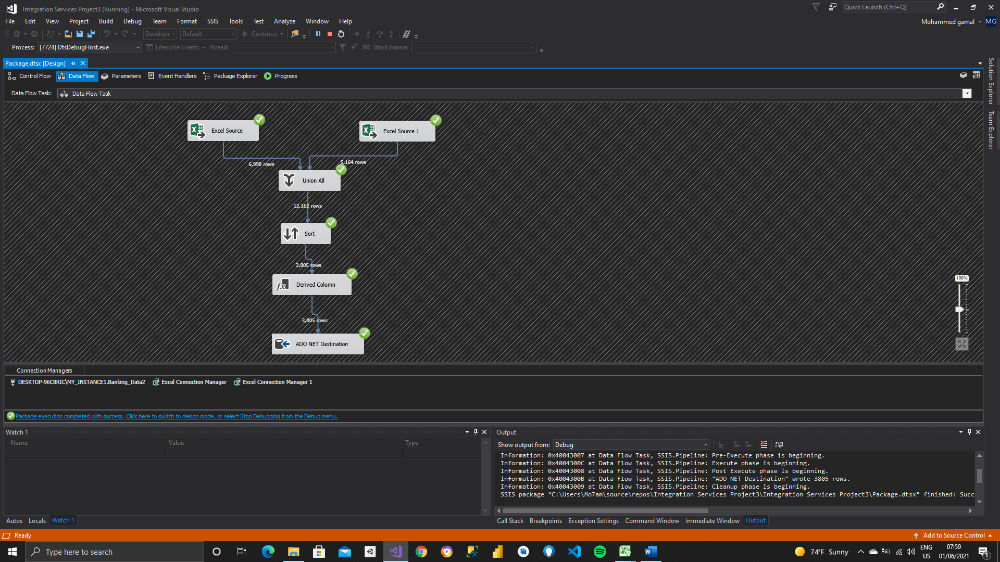 Integration Services Project3 (Running) - Microsoft Visual Studio
Quick Launch (Ctrl+Q)
File Edit View Project Build Debug Team Format SSIS Tools Test Analyze Window Help
Mohammed gamal MG
Developi Default Continue
Process: [7724] DtsDebugHost.exe Lifecycle Events Thread: Stack Frame:
Package.dtsx [Design]
Control Flow Data Flow Parameters Event Handlers Package Explorer Progress
Data Flow Task: Data Flow Task
Solution Explorer
Team Explorer
Excel Source
Excel Source 1
6,998 rows
5,164 rows
Union All
12,162 rows
Sort
3,805 rows
Derived Column
3,805 rows
ADO NET Destination
100%
Connection Managers
DESKTOP-96C8RIC\MY_INSTANCE1.Banking_Data2 Excel Connection Manager Excel Connection Manager 1
Package execution completed with success. Click here to switch to design mode, or select Stop Debugging from the Debug menu.
Watch 1
Name Value Type
Autos Locals Watch 1
Output
Show output from: Debug
Information: 0x40043007 at Data Flow Task, SSIS.Pipeline: Pre-Execute phase is beginning.
Information: 0x4004300C at Data Flow Task, SSIS.Pipeline: Execute phase is beginning.
Information: 0x40043008 at Data Flow Task, SSIS.Pipeline: Post Execute phase is beginning.
Information: 0x4004300B at Data Flow Task, SSIS.Pipeline: "ADO NET Destination" wrote 3805 rows.
Information: 0x40043009 at Data Flow Task, SSIS.Pipeline: Cleanup phase is beginning.
SSIS package "C:\Users\Mo7am\source\repos\Integration Services Project3\Integration Services Project3\Package.dtsx" finished: Succ
Call Stack Breakpoints Exception Settings Command Window Immediate Window Output
Ready
Add to Source Control
Type here to search
74°F Sunny
ENG
US
07:59
01/06/2021
1